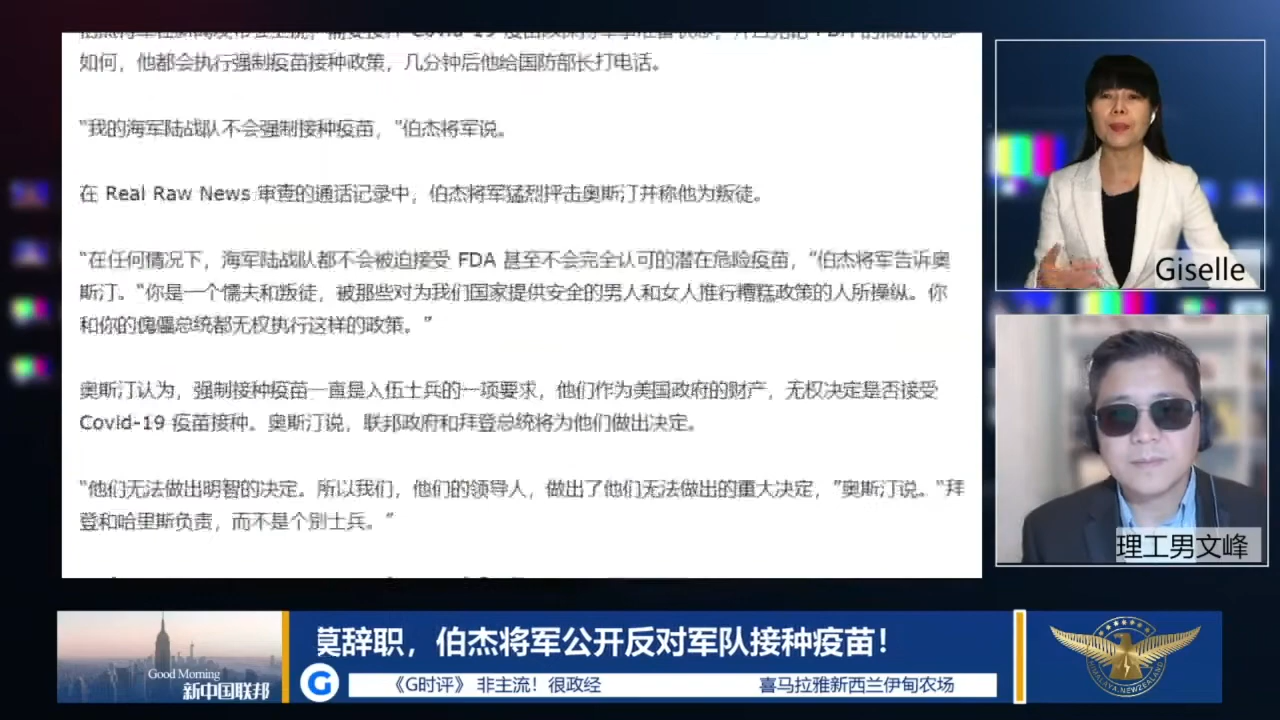 如何，他都会执行强制疫苗接种政策，几分钟后他给国防部长打电话。
“我的海军陆战队不会强制接种疫苗，”伯杰将军说。
在 Real Raw News 审查的通话记录中，伯杰将军猛烈抨击奥斯汀并称他为叛徒。
“在任何情况下，海军陆战队都不会被迫接受 FDA 甚至不会完全认可的潜在危险疫苗，”伯杰将军告诉奥
斯汀。“你是一个懦夫和叛徒，被那些对为我们国家提供安全的男人和女人推行糟糕政策的人所操纵。你
和你的傀儡总统都无权执行这样的政策。”
奥斯汀认为，强制接种疫苗一直是入伍士兵的一项要求，他们作为美国政府的财产，无权决定是否接受
Covid-19 疫苗接种。奥斯汀说，联邦政府和拜登总统将为他们做出决定。
“他们无法做出明智的决定。所以我们，他们的领导人，做出了他们无法做出的重大决定，”奥斯汀说。“拜
登和哈里斯负责，而不是个别士兵。”
Giselle
理工男文峰
莫辞职，伯杰将军公开反对军队接种疫苗！
Good Morning
新中国联邦
G
《G时评》 非主流！很政经
喜马拉雅新西兰伊甸农场
HIMALAYA.NEWZEALAND